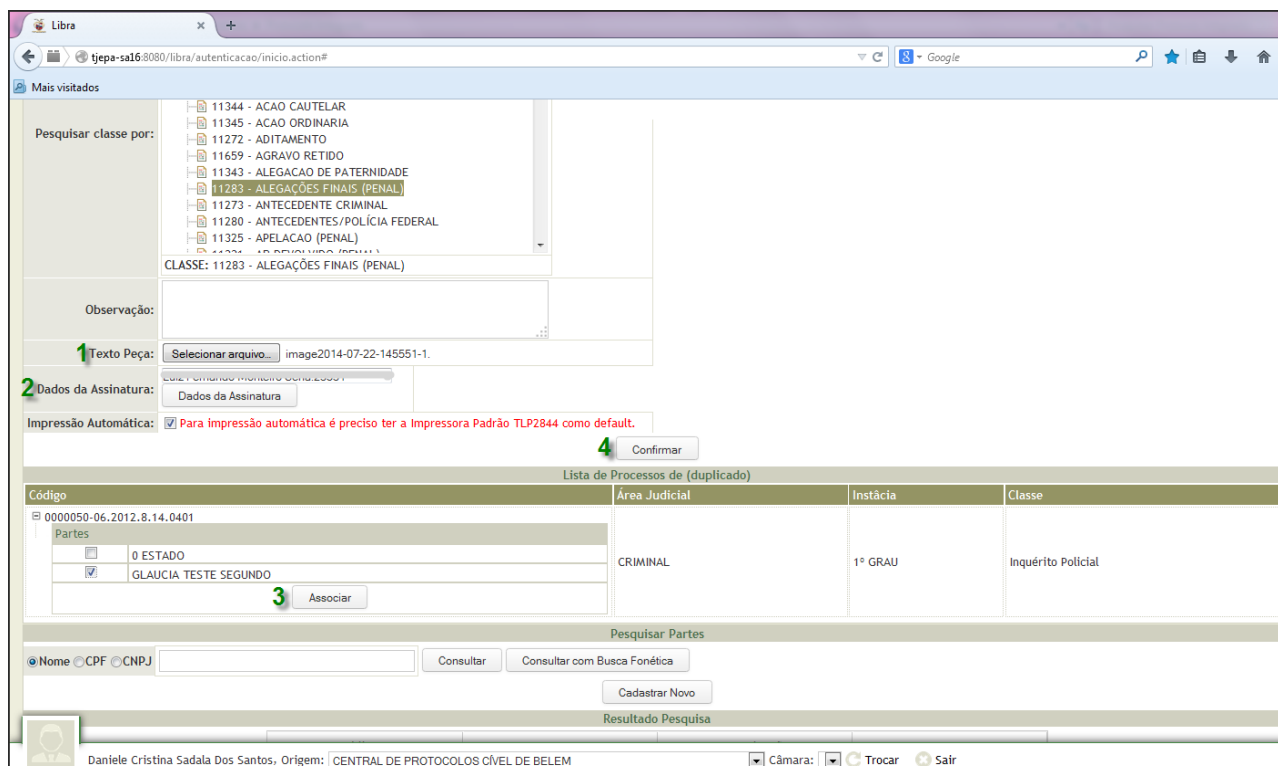 Libra × +
tjepa-sa16:8080/libra/autenticacao/inicio.action# 8 Google
Mais visitados
11344 - ACAO CAUTELAR
Pesquisar classe por: 11345 - ACAO ORDINARIA
11272 - ADITAMENTO
11659 - AGRAVO RETIDO
11343 - ALEGACAO DE PATERNIDADE
11283 - ALEGAÇÕES FINAIS (PENAL)
11273 - ANTECEDENTE CRIMINAL
11280 - ANTECEDENTES/POLÍCIA FEDERAL
11325 - APELACAO (PENAL)
CLASSE: 11283 - ALEGAÇÕES FINAIS (PENAL)
Observação:
1 Texto Peça: Selecionar arquivo... image2014-07-22-145551-1.
2 Dados da Assinatura:
Dados da Assinatura
Impressão Automática: Para impressão automática é preciso ter a Impressora Padrão TLP2844 como default.
4 Confirmar
Lista de Processos de (duplicado)
Código Área Judicial Instâcia Classe
0000050-06.2012.8.14.0401
Partes
0 ESTADO
CRIMINAL 1º GRAU Inquérito Policial
GLAUCIA TESTE SEGUNDO
3 Associar
Pesquisar Partes
Nome CPF CNPJ Consultar Consultar com Busca Fonética
Cadastrar Novo
Resultado Pesquisa
Daniele Cristina Sadala Dos Santos, Origem: CENTRAL DE PROTOCOLOS CÍVEL DE BELEM Câmara: Trocar Sair